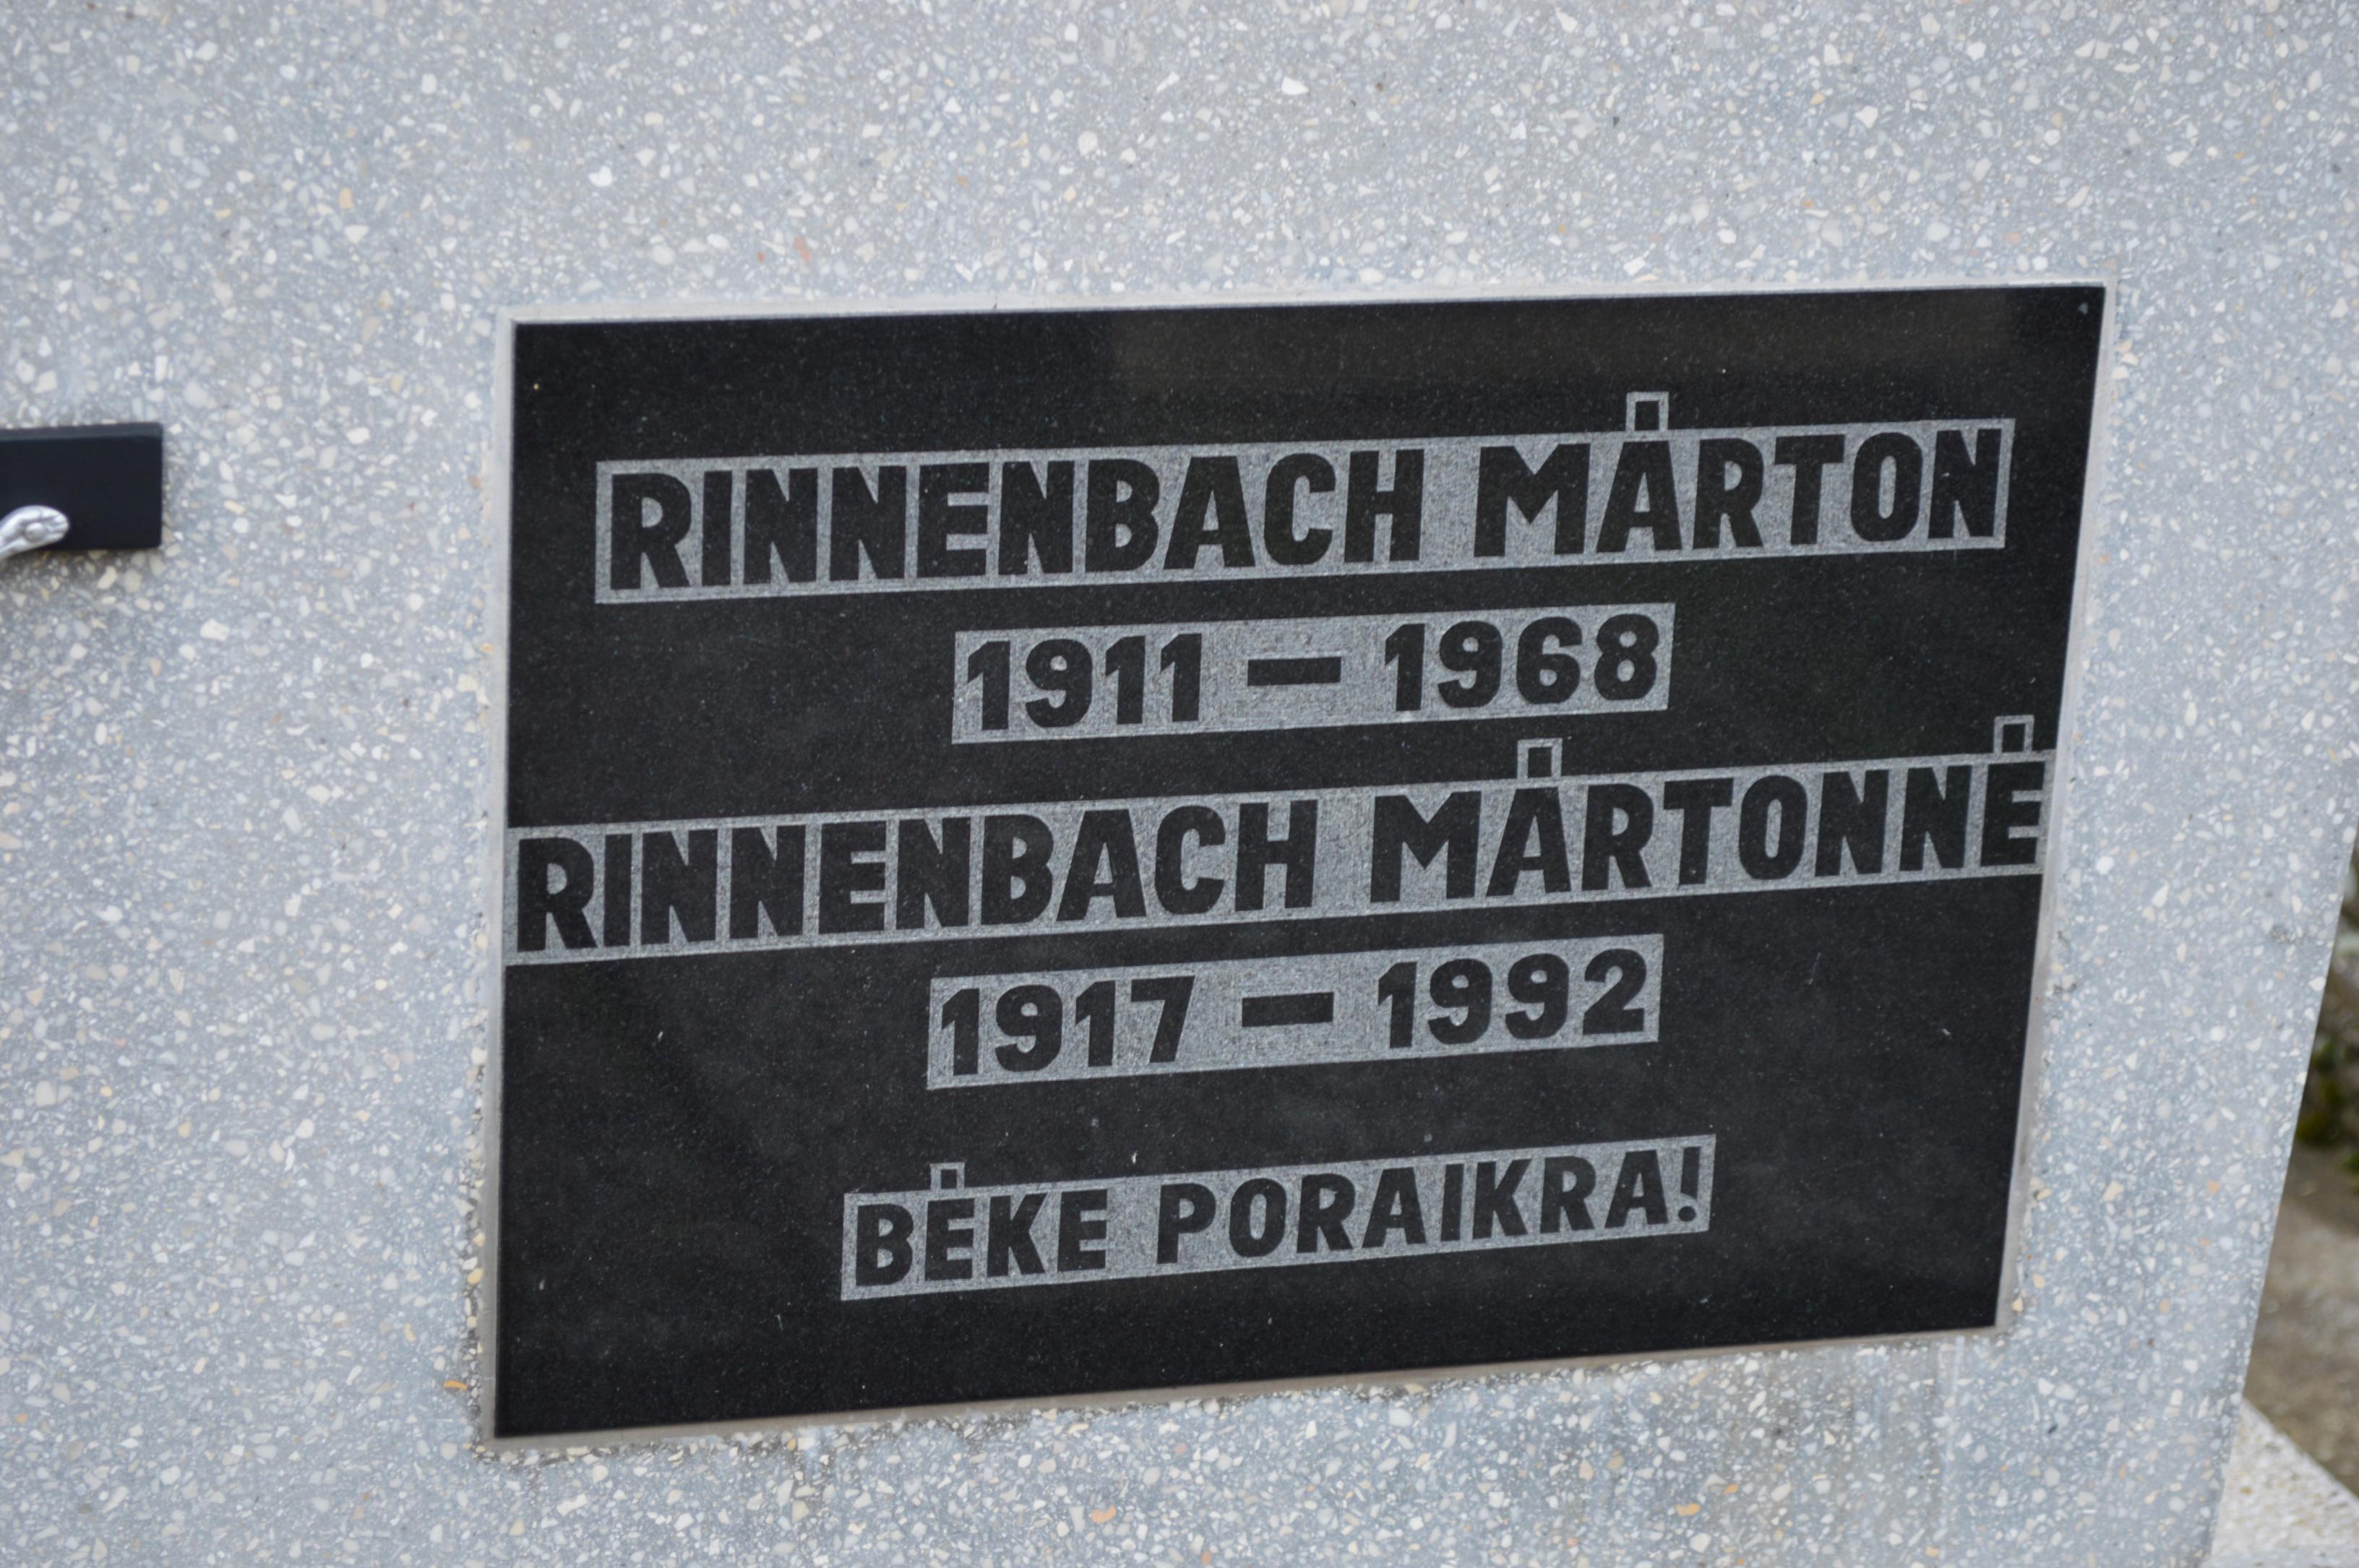 RINNENBACH MÁRTON
1911 – 1968
RINNENBACH MÁRTONNÉ
1917 – 1992
BÉKE PORAIKRA!